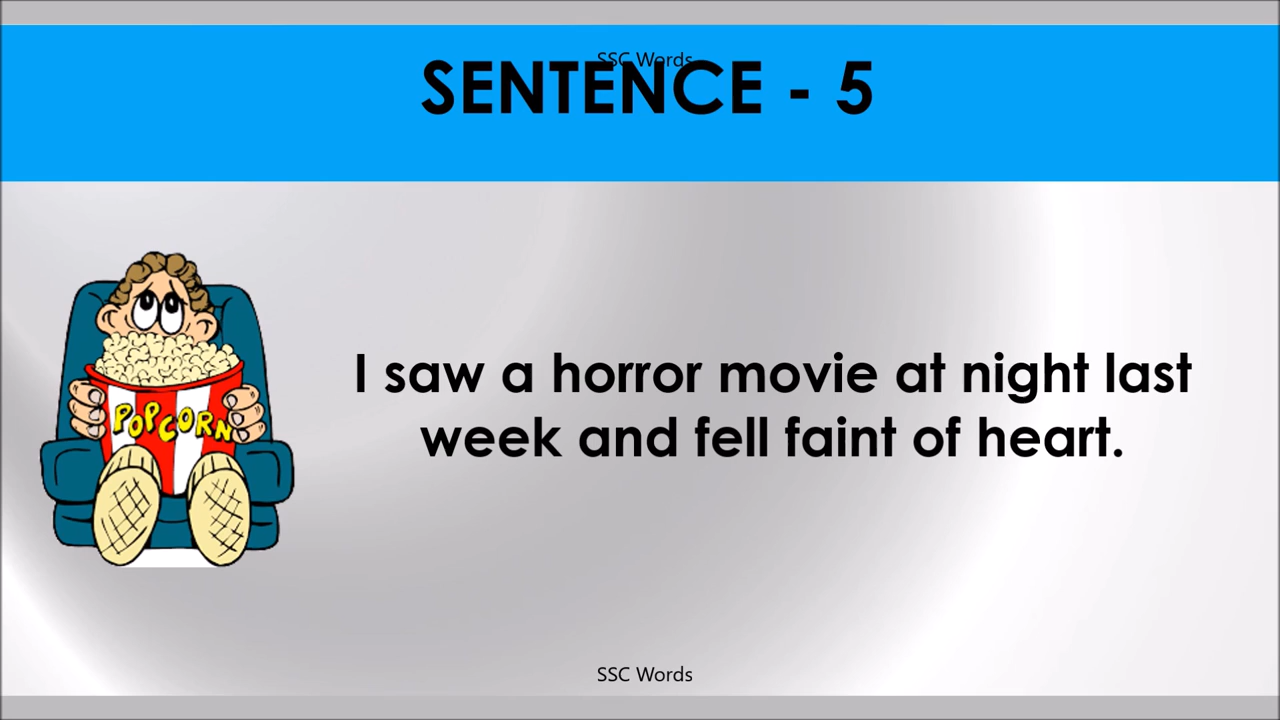 SSC Words
SENTENCE - 5
POPCORN
I saw a horror movie at night last
week and fell faint of heart.
SSC Words